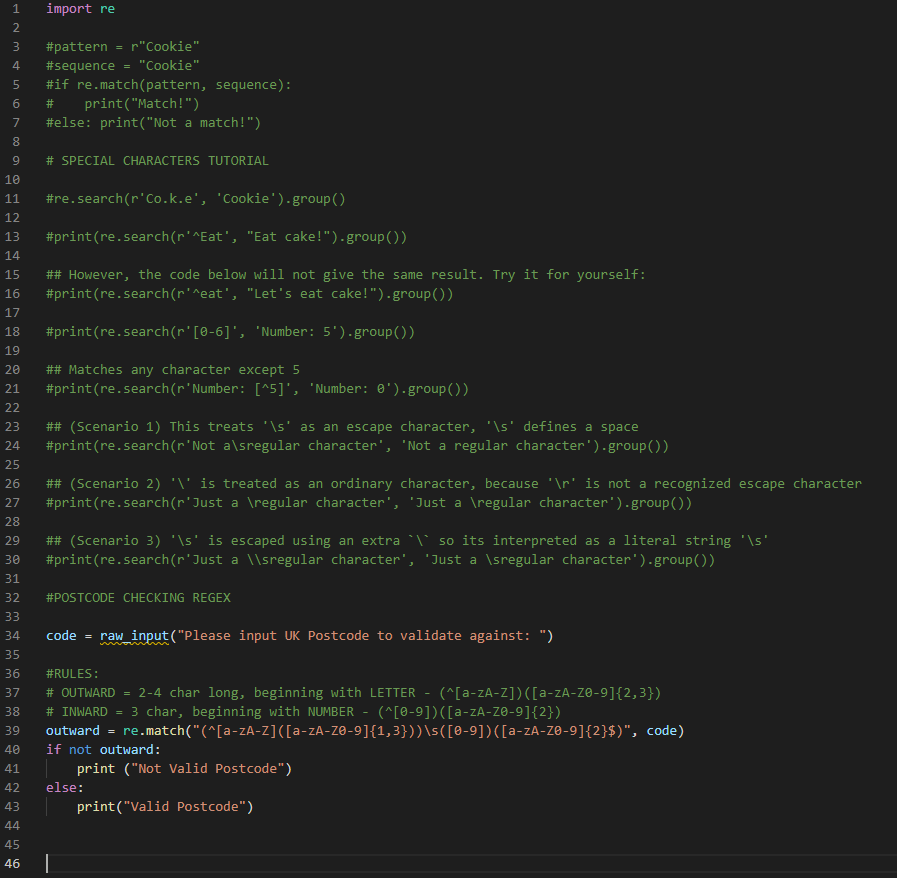 1 import re
2
3 #pattern = r"Cookie"
4 #sequence = "Cookie"
5 #if re.match(pattern, sequence):
6 #    print("Match!")
7 #else: print("Not a match!")
8
9 # SPECIAL CHARACTERS TUTORIAL
10
11 #re.search(r'Co.k.e', 'Cookie').group()
12
13 #print(re.search(r'^Eat', "Eat cake!").group())
14
15 ## However, the code below will not give the same result. Try it for yourself:
16 #print(re.search(r'^eat', "Let's eat cake!").group())
17
18 #print(re.search(r'[0-6]', 'Number: 5').group())
19
20 ## Matches any character except 5
21 #print(re.search(r'Number: [^5]', 'Number: 0').group())
22
23 ## (Scenario 1) This treats '\s' as an escape character, '\s' defines a space
24 #print(re.search(r'Not a\sregular character', 'Not a regular character').group())
25
26 ## (Scenario 2) '\' is treated as an ordinary character, because '\r' is not a recognized escape character
27 #print(re.search(r'Just a \regular character', 'Just a \regular character').group())
28
29 ## (Scenario 3) '\s' is escaped using an extra `\` so its interpreted as a literal string '\s'
30 #print(re.search(r'Just a \\sregular character', 'Just a \sregular character').group())
31
32 #POSTCODE CHECKING REGEX
33
34 code = raw_input("Please input UK Postcode to validate against: ")
35
36 #RULES:
37 # OUTWARD = 2-4 char long, beginning with LETTER - (^[a-zA-Z])([a-zA-Z0-9]{2,3})
38 # INWARD = 3 char, beginning with NUMBER - (^[0-9])([a-zA-Z0-9]{2})
39 outward = re.match("(^[a-zA-Z]([a-zA-Z0-9]{1,3}))\s([0-9])([a-zA-Z0-9]{2}$)", code)
40 if not outward:
41     print ("Not Valid Postcode")
42 else:
43     print("Valid Postcode")
44
45
46